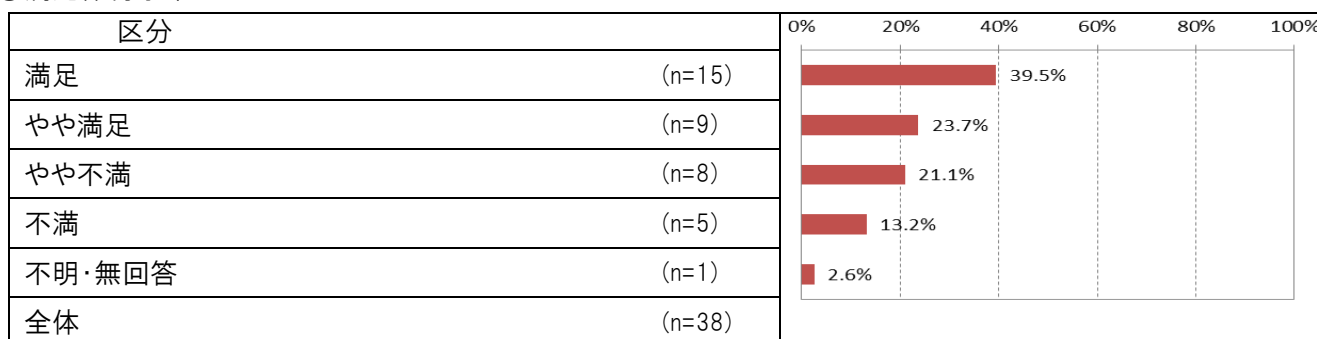 区分 0% 20% 40% 60% 80% 100%
満足 (n=15) 39.5%
やや満足 (n=9) 23.7%
やや不満 (n=8) 21.1%
不満 (n=5) 13.2%
不明・無回答 (n=1) 2.6%
全体 (n=38)